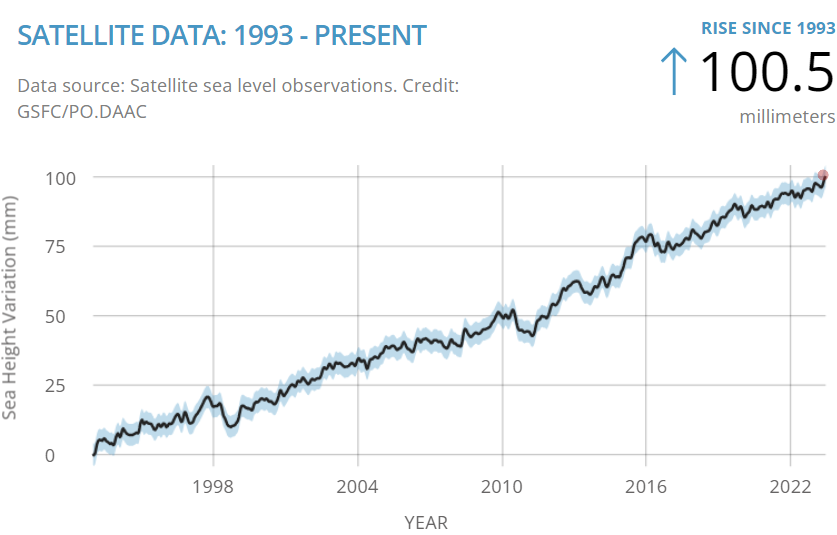 SATELLITE DATA: 1993 - PRESENT
Data source: Satellite sea level observations. Credit:
GSFC/PO.DAAC
RISE SINCE 1993
↑ 100.5
millimeters
Sea Height Variation (mm)
100
75
50
25
0
1998 2004 2010 2016 2022
YEAR